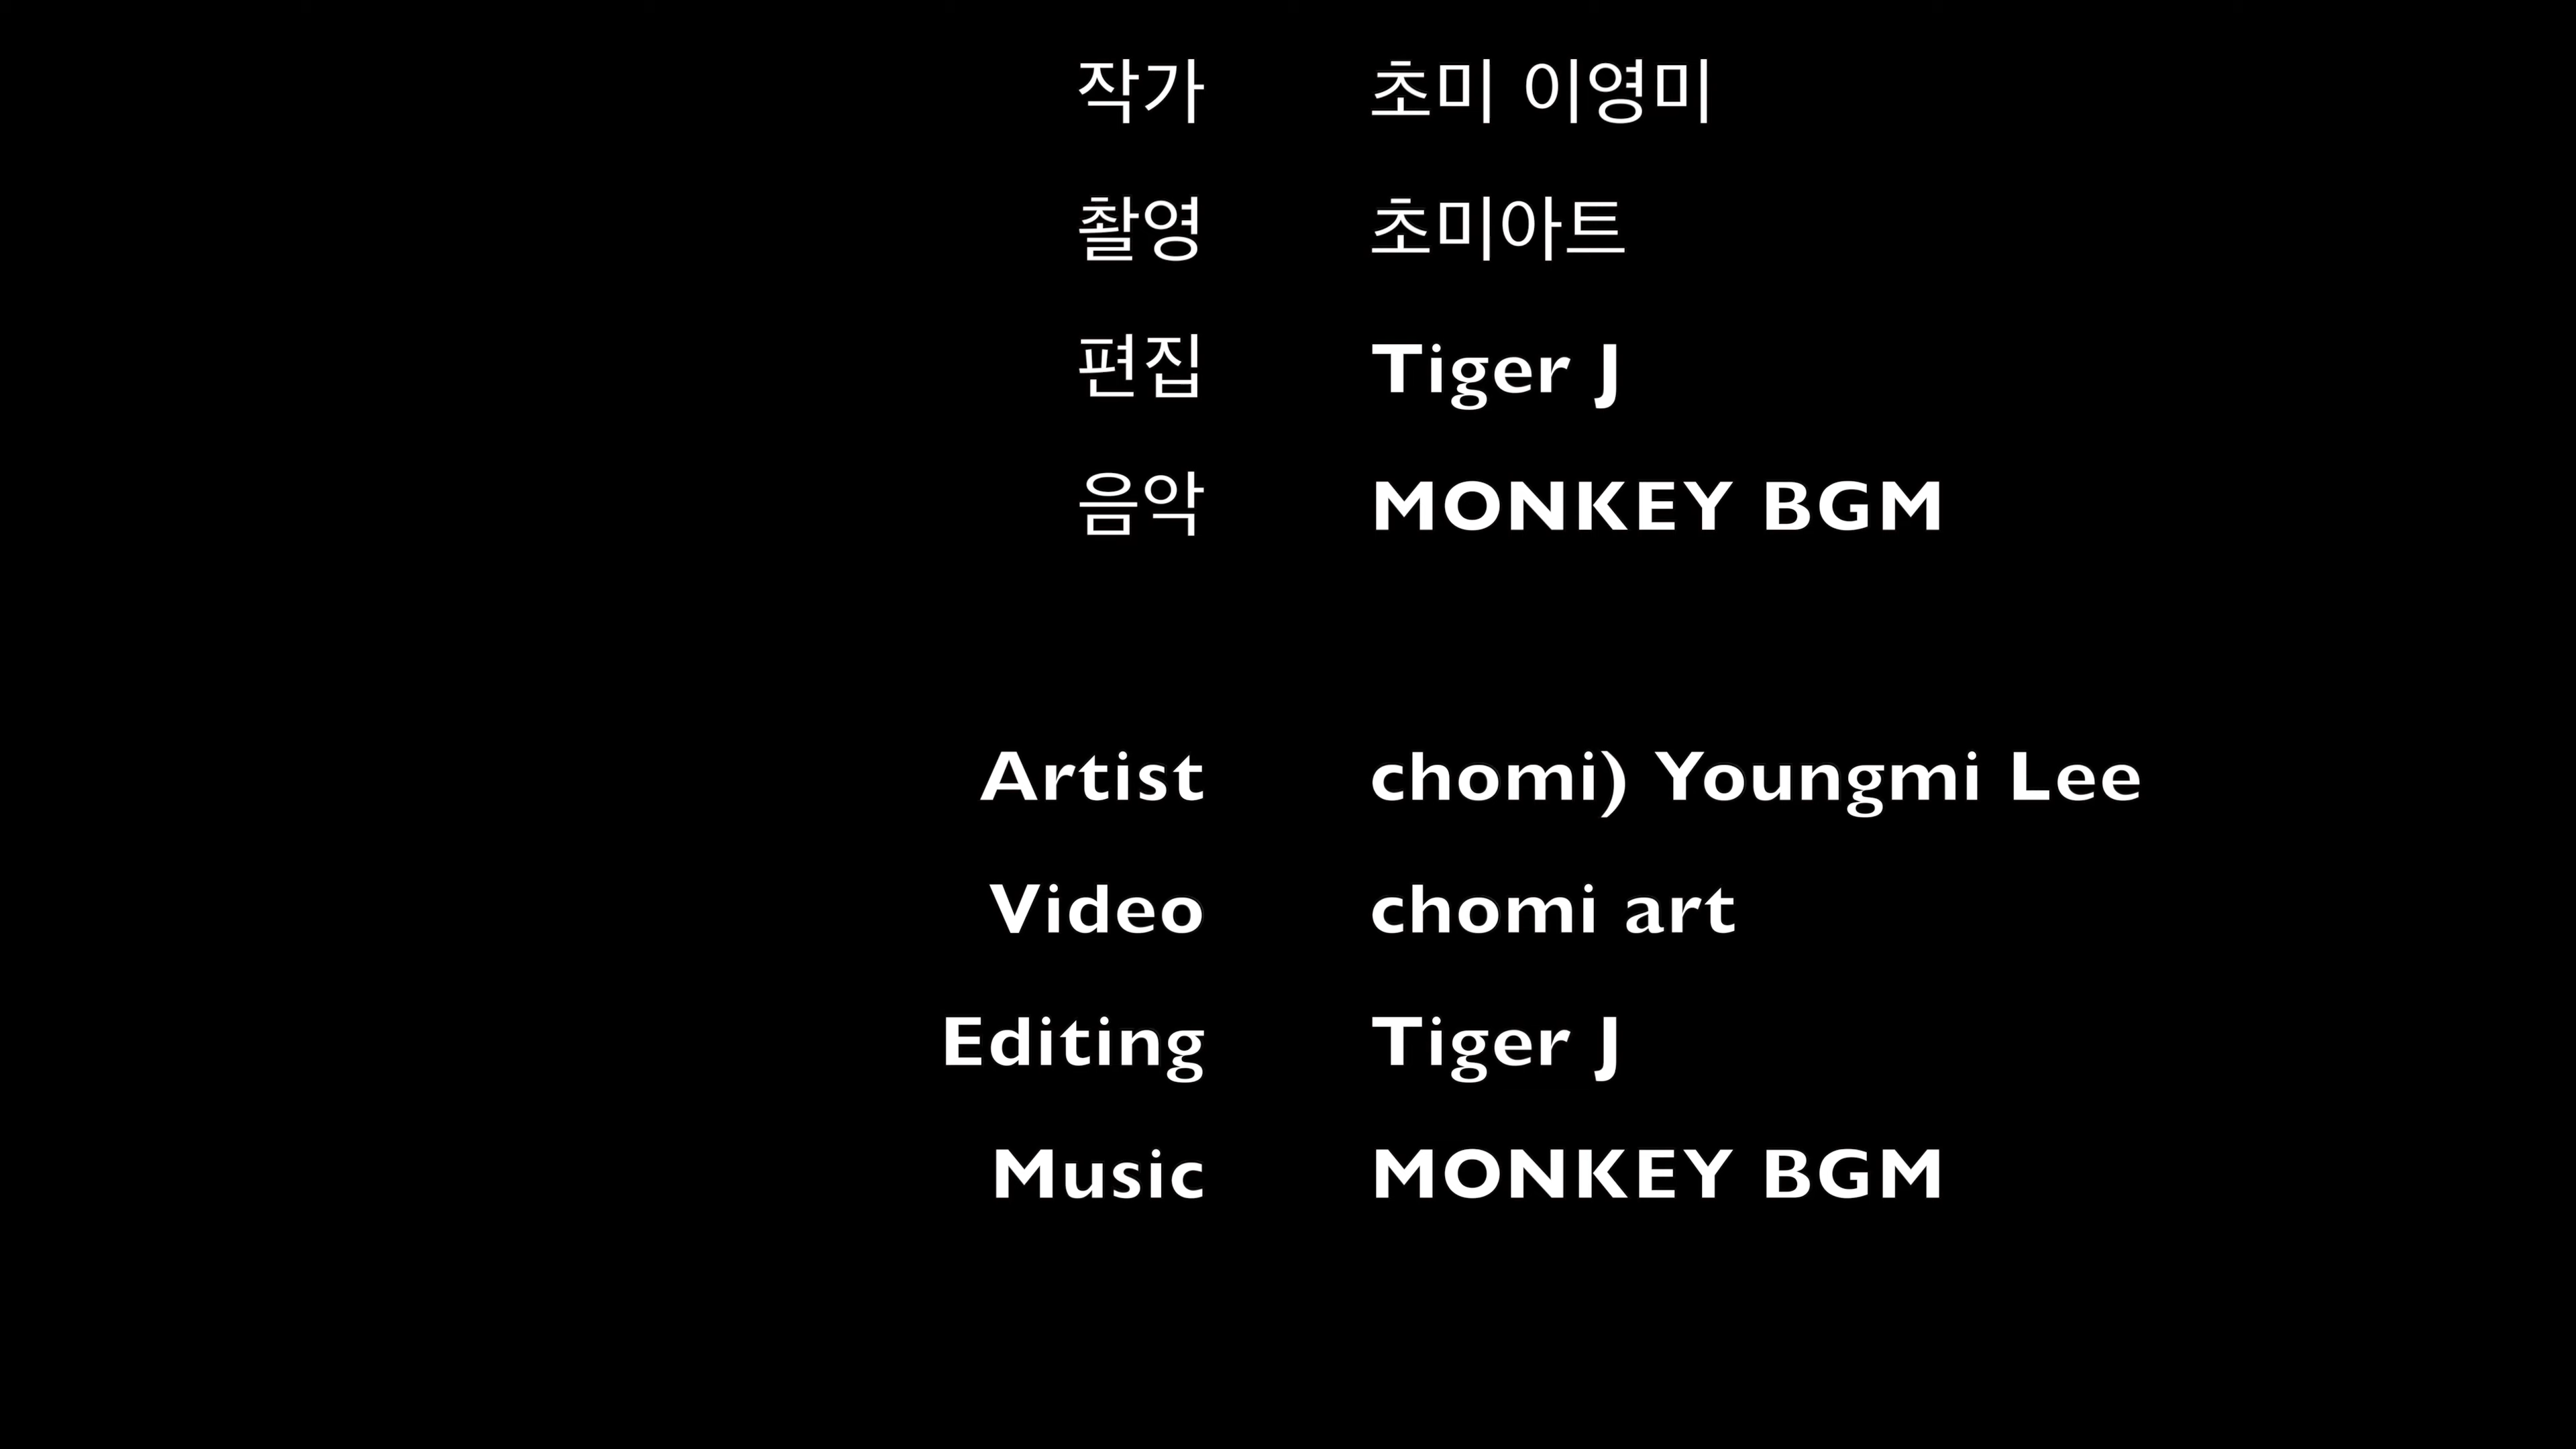 작가 초미 이영미
촬영 초미아트
편집 Tiger J
음악 MONKEY BGM
Artist chomi) Youngmi Lee
Video chomi art
Editing Tiger J
Music MONKEY BGM